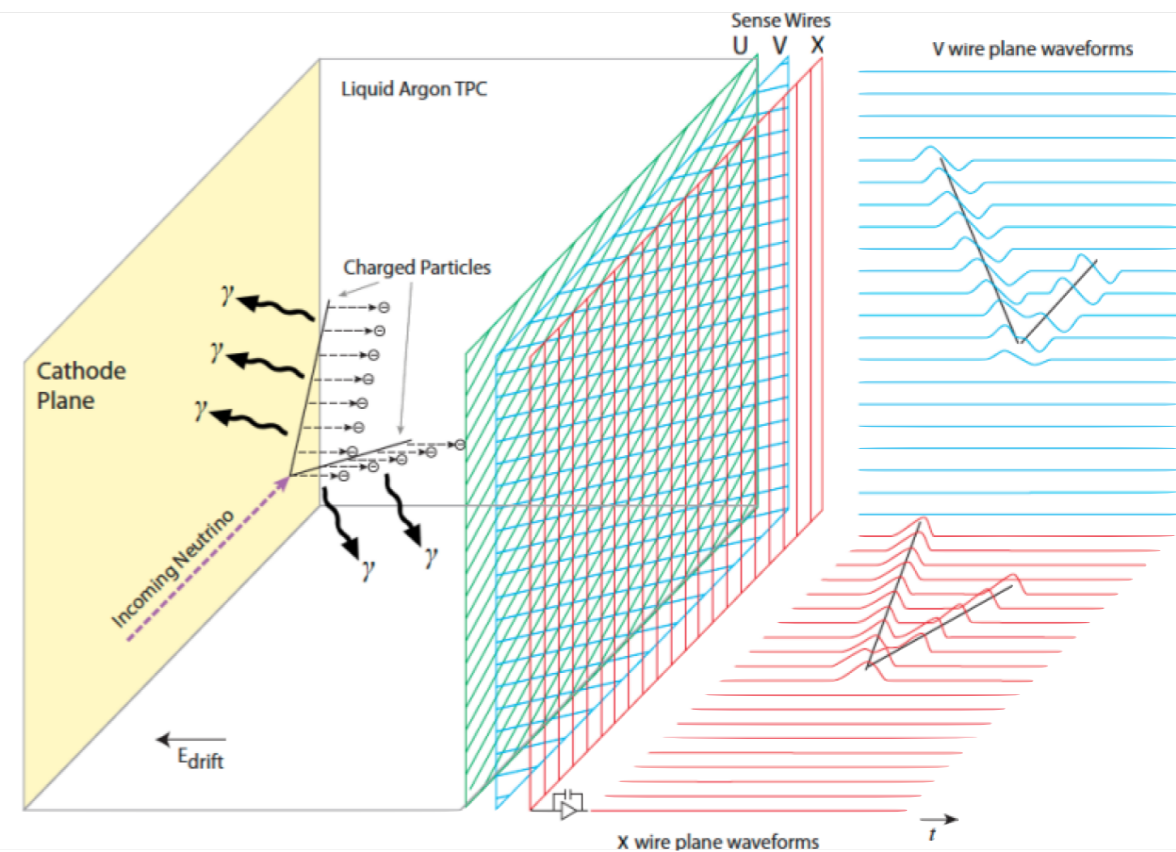 Sense Wires
U V X
V wire plane waveforms
Liquid Argon TPC
Charged Particles
γ
γ
γ
Cathode
Plane
Incoming Neutrino
γ
γ
Edrift
t
X wire plane waveforms